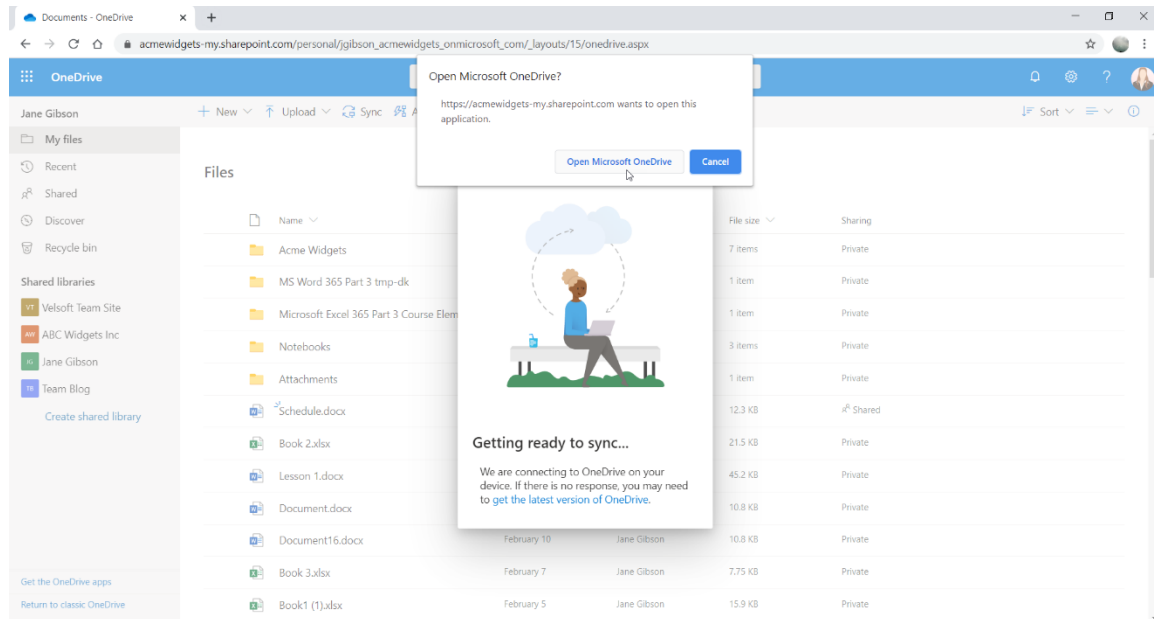 Documents - OneDrive
acmewidgets-my.sharepoint.com/personal/jgibson_acmewidgets_onmicrosoft_com/_layouts/15/onedrive.aspx
OneDrive
Open Microsoft OneDrive?
https://acmewidgets-my.sharepoint.com wants to open this
application.
Open Microsoft OneDrive Cancel
Jane Gibson
New Upload Sync A
Sort
My files
Recent
Shared
Discover
Recycle bin
Shared libraries
VT Velsoft Team Site
ABC Widgets Inc
JG Jane Gibson
TB Team Blog
Create shared library
Get the OneDrive apps
Return to classic OneDrive
Files
Name File size Sharing
Acme Widgets 7 items Private
MS Word 365 Part 3 tmp-dk 1 item Private
Microsoft Excel 365 Part 3 Course Elem 1 item Private
Notebooks 3 items Private
Attachments 1 item Private
Schedule.docx 12.3 KB Shared
Book 2.xlsx 21.5 KB Private
Lesson 1.docx 45.2 KB Private
Document.docx 10.8 KB Private
Document16.docx February 10 Jane Gibson 10.8 KB Private
Book 3.xlsx February 7 Jane Gibson 7.75 KB Private
Book1 (1).xlsx February 5 Jane Gibson 15.9 KB Private
Getting ready to sync...
We are connecting to OneDrive on your
device. If there is no response, you may need
to get the latest version of OneDrive.